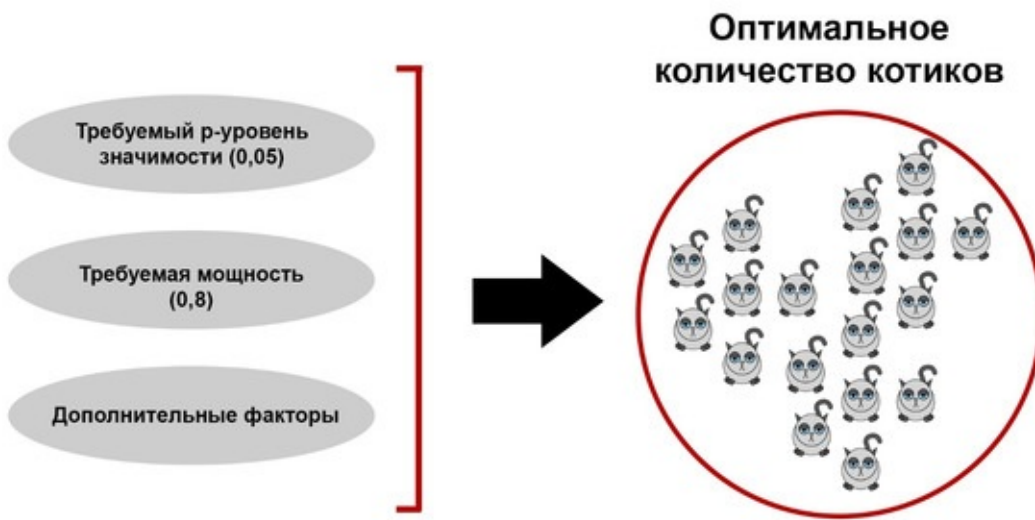 Оптимальное
количество котиков
Требуемый р-уровень
значимости (0,05)
Требуемая мощность
(0,8)
Дополнительные факторы